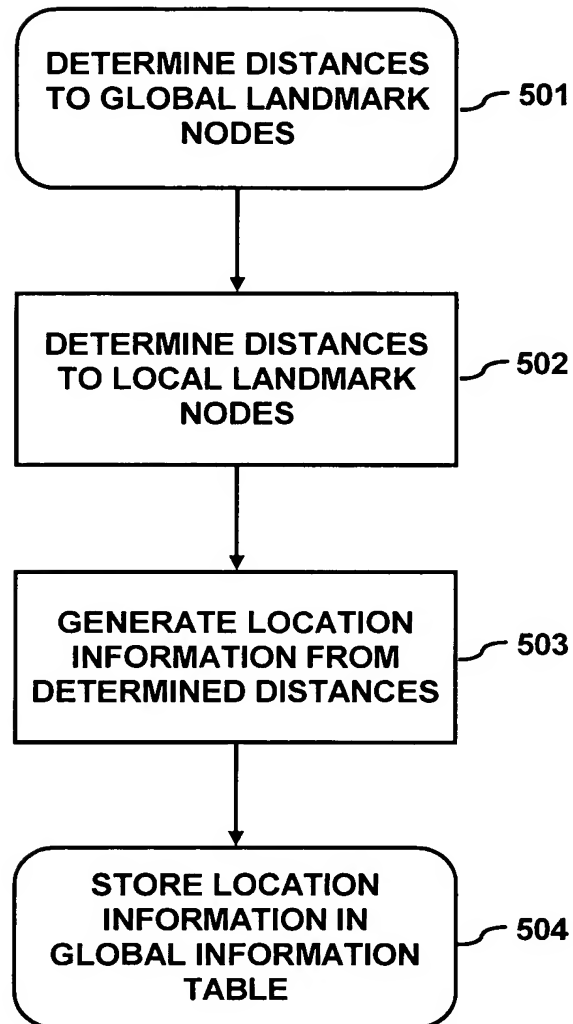 DETERMINE DISTANCES
TO GLOBAL LANDMARK
NODES
501
DETERMINE DISTANCES
TO LOCAL LANDMARK
NODES
502
GENERATE LOCATION
INFORMATION FROM
DETERMINED DISTANCES
503
STORE LOCATION
INFORMATION IN
GLOBAL INFORMATION
TABLE
504